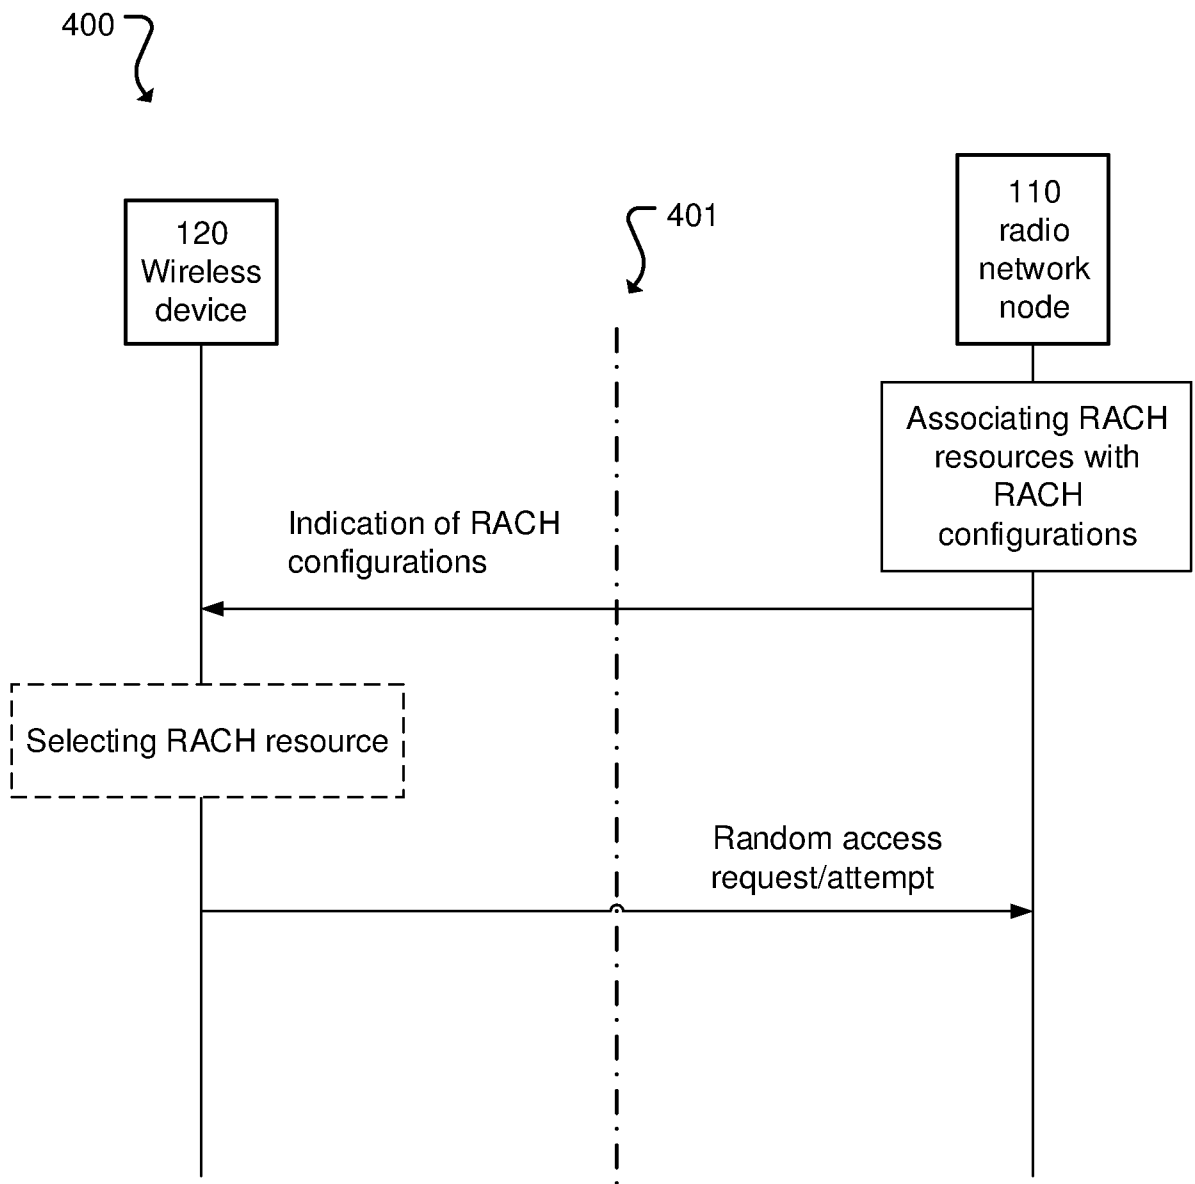 400
120
Wireless
device
401
110
radio
network
node
Associating RACH
resources with
RACH
configurations
Indication of RACH
configurations
Selecting RACH resource
Random access
request/attempt